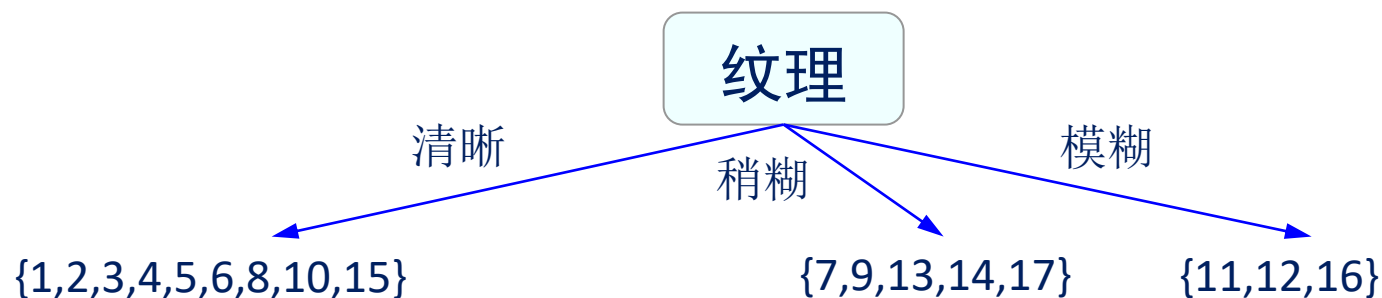 纹理
清晰
稍糊
模糊
{1,2,3,4,5,6,8,10,15}
{7,9,13,14,17}
{11,12,16}